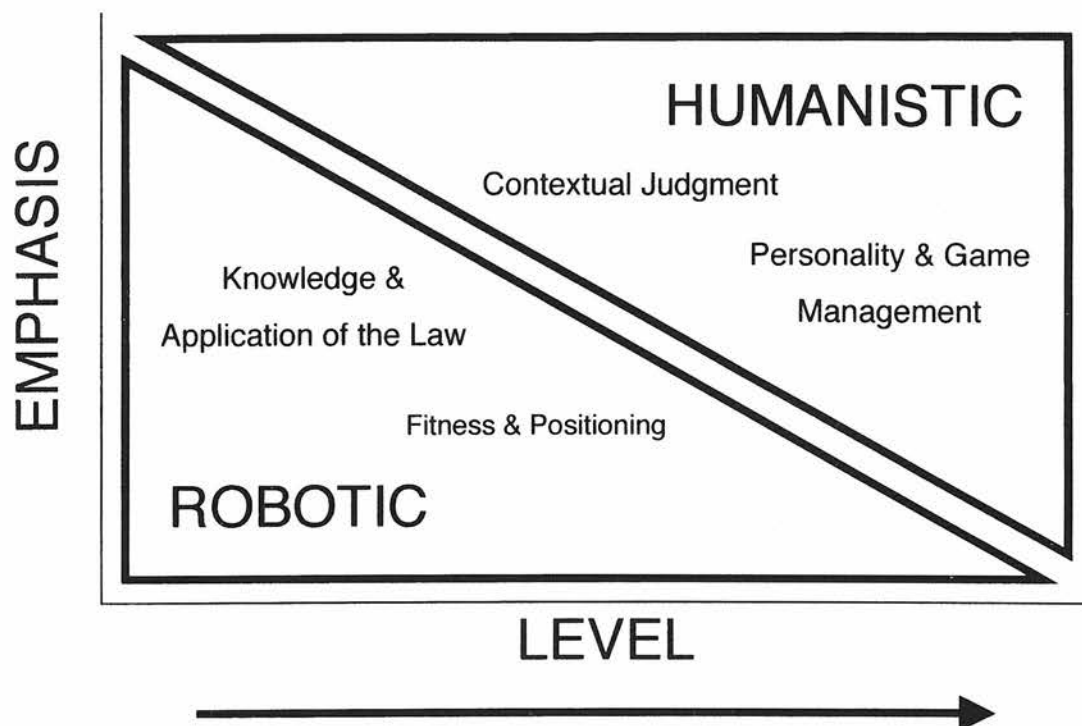 HUMANISTIC
Contextual Judgment
Personality & Game
Management
Knowledge &
Application of the Law
Fitness & Positioning
ROBOTIC
EMPHASIS
LEVEL